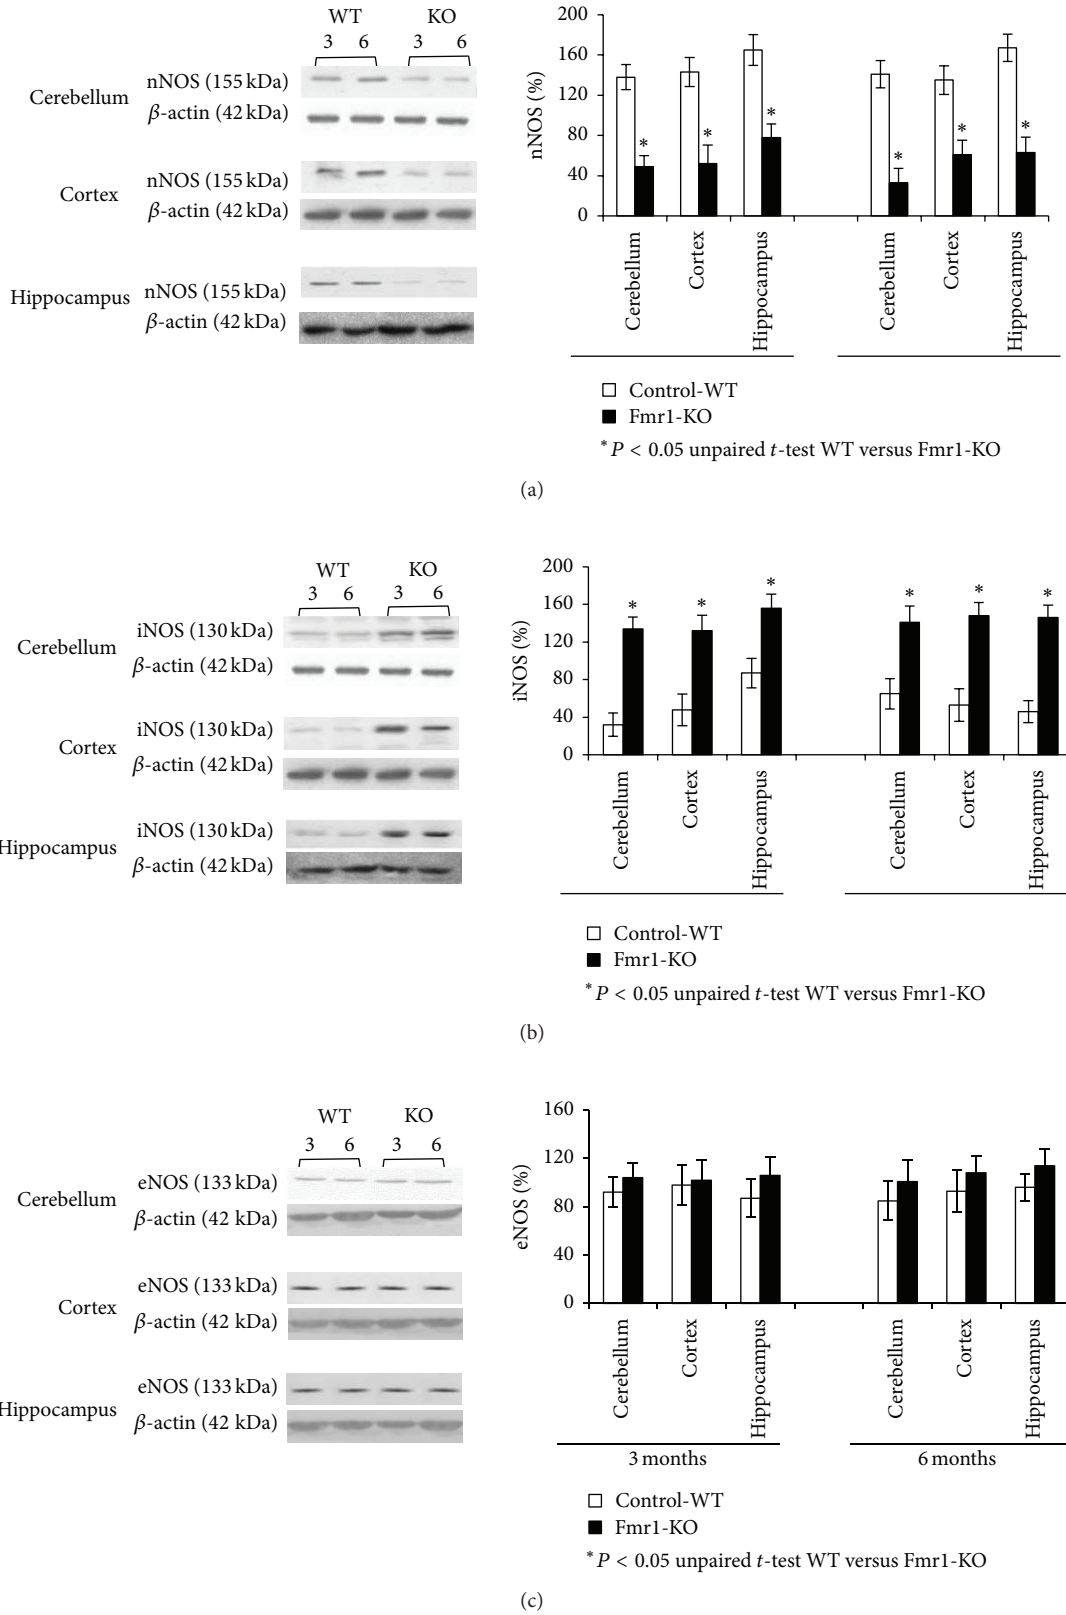 WT KO
3 6 3 6
Cerebellum
nNOS (155 kDa)
β-actin (42 kDa)
Cortex
nNOS (155 kDa)
β-actin (42 kDa)
Hippocampus
nNOS (155 kDa)
β-actin (42 kDa)
nNOS (%)
200
160
120
80
40
0
* * * * * *
Cerebellum
Cortex
Hippocampus
Cerebellum
Cortex
Hippocampus
Control-WT
Fmr1-KO
* P < 0.05 unpaired t-test WT versus Fmr1-KO
(a)
WT KO
3 6 3 6
Cerebellum
iNOS (130 kDa)
β-actin (42 kDa)
Cortex
iNOS (130 kDa)
β-actin (42 kDa)
Hippocampus
iNOS (130 kDa)
β-actin (42 kDa)
iNOS (%)
200
160
120
80
40
0
* * * * * *
Cerebellum
Cortex
Hippocampus
Cerebellum
Cortex
Hippocampus
Control-WT
Fmr1-KO
* P < 0.05 unpaired t-test WT versus Fmr1-KO
(b)
WT KO
3 6 3 6
Cerebellum
eNOS (133 kDa)
β-actin (42 kDa)
Cortex
eNOS (133 kDa)
β-actin (42 kDa)
Hippocampus
eNOS (133 kDa)
β-actin (42 kDa)
eNOS (%)
160
120
80
40
0
Cerebellum
Cortex
Hippocampus
Cerebellum
Cortex
Hippocampus
3 months
6 months
Control-WT
Fmr1-KO
* P < 0.05 unpaired t-test WT versus Fmr1-KO
(c)